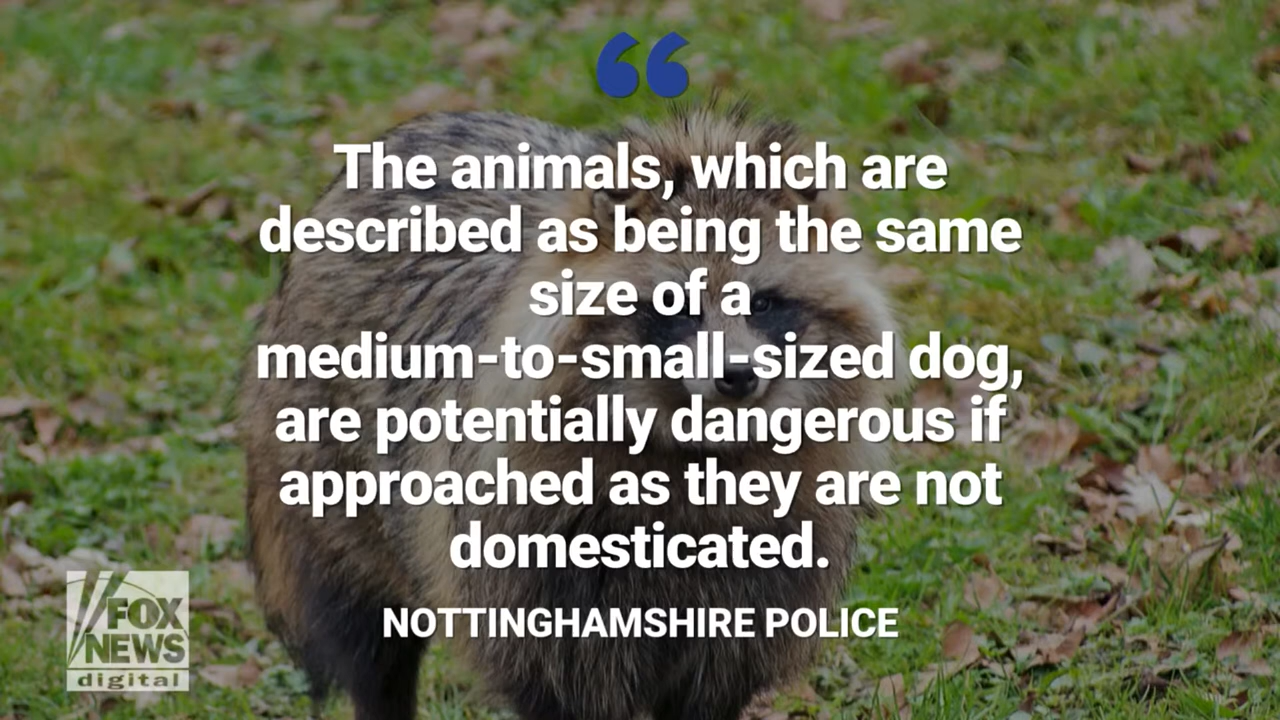 “
The animals, which are
described as being the same
size of a
medium-to-small-sized dog,
are potentially dangerous if
approached as they are not
domesticated.
NOTTINGHAMSHIRE POLICE
FOX
NEWS
digital